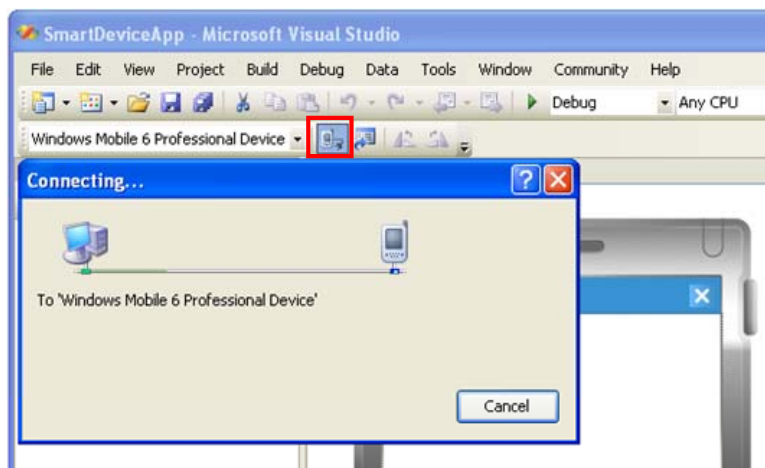 SmartDeviceApp - Microsoft Visual Studio
File Edit View Project Build Debug Data Tools Window Community Help
Debug Any CPU
Windows Mobile 6 Professional Device
Connecting...
To 'Windows Mobile 6 Professional Device'
Cancel